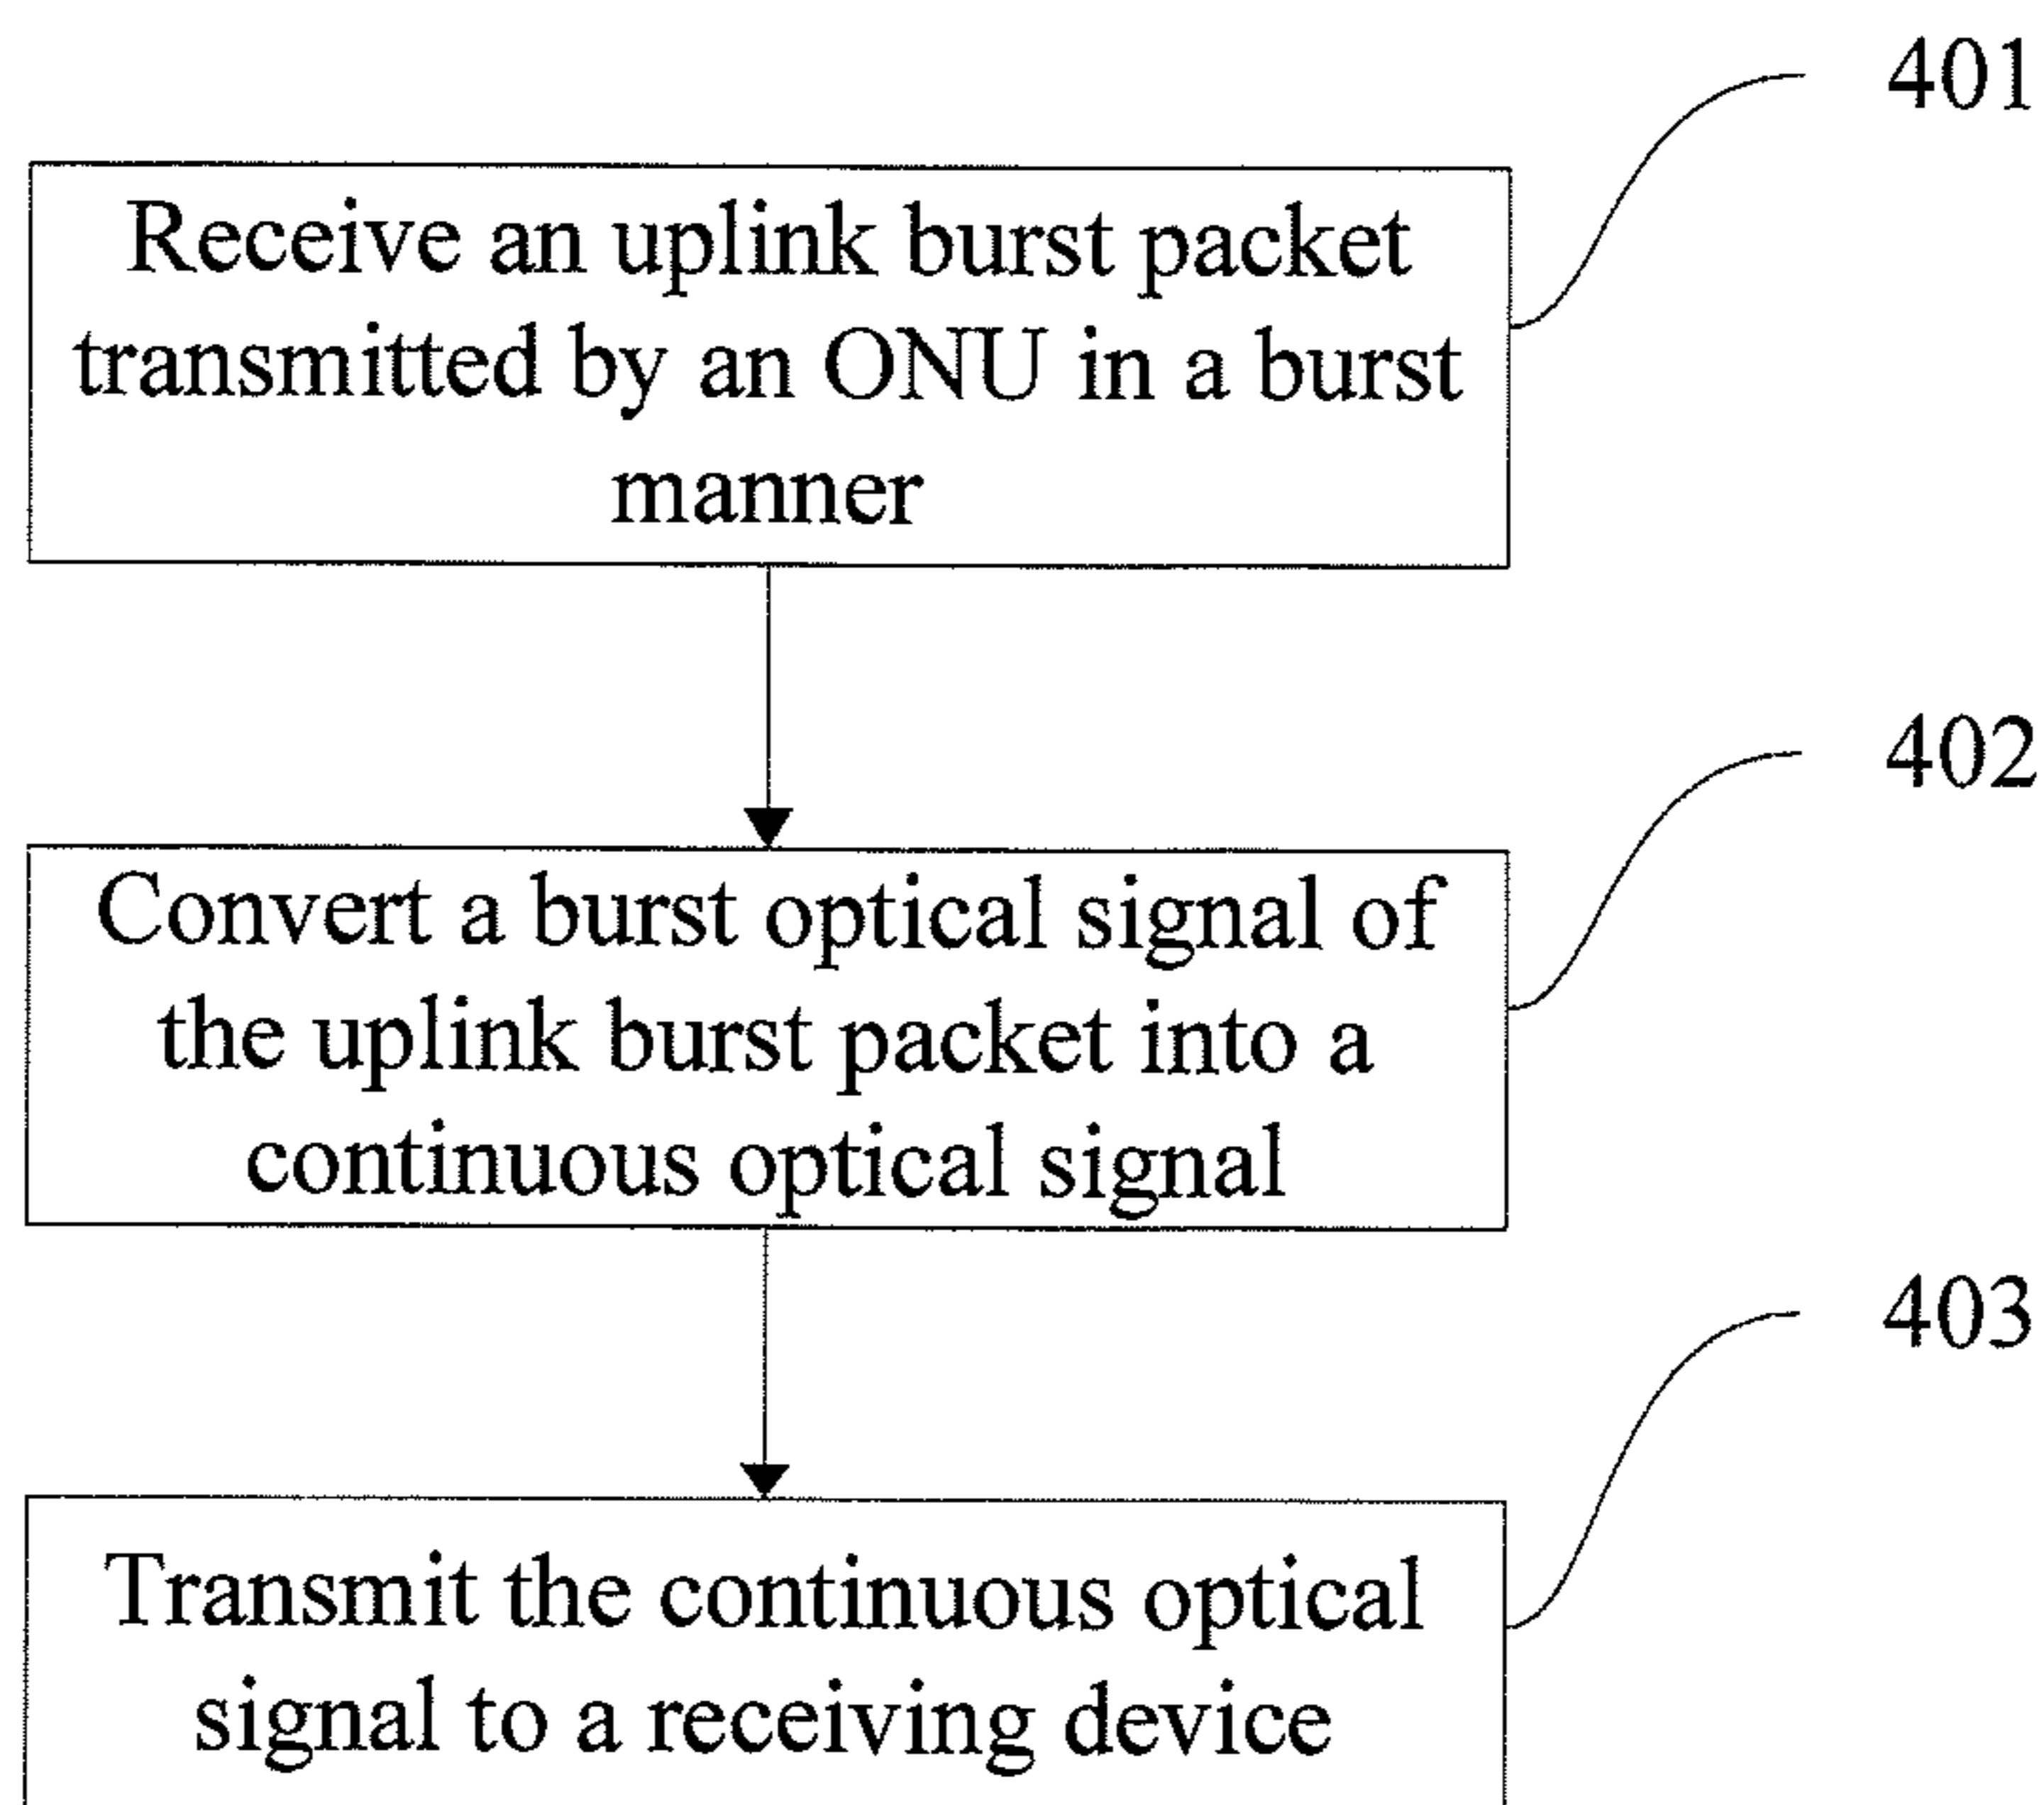 401
Receive an uplink burst packet
transmitted by an ONU in a burst
manner
402
Convert a burst optical signal of
the uplink burst packet into a
continuous optical signal
403
Transmit the continuous optical
signal to a receiving device